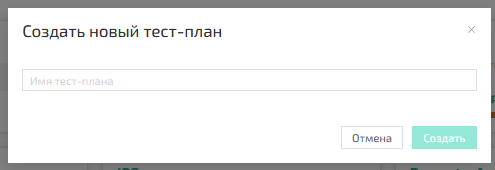 Создать новый тест-план
Имя тест-плана
Отмена
Создать